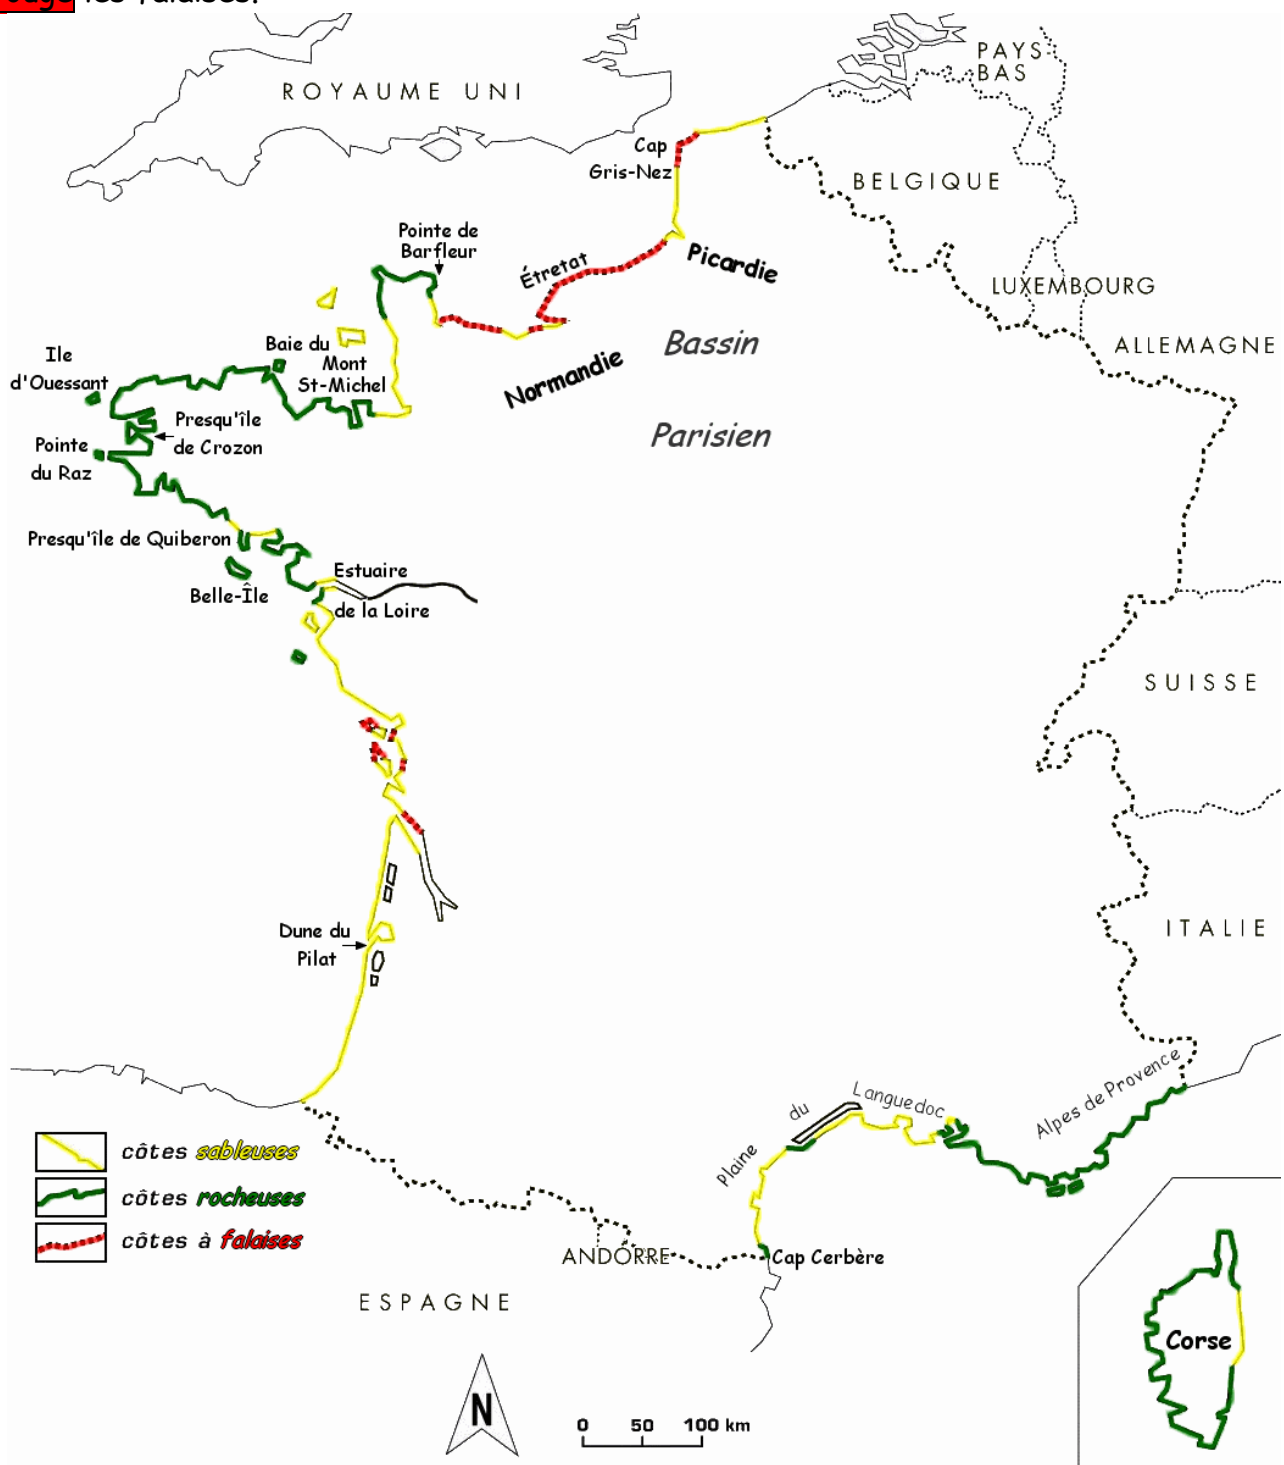 rouge les falaises.
PAYS-
BAS
ROYAUME UNI
Cap
Gris-Nez
BELGIQUE
Pointe de
Barfleur
Étretat
Picardie
LUXEMBOURG
Bassin
ALLEMAGNE
Baie du
Mont
St-Michel
Ile
d'Ouessant
Normandie
Presqu'île
de Crozon
Parisien
Pointe
du Raz
Presqu'île de Quiberon
Estuaire
de la Loire
Belle-Île
SUISSE
Dune du
Pilat
ITALIE
Alpes de Provence
plaine
du
Languedoc
côtes sableuses
côtes rocheuses
côtes à falaises
ANDORRE
Cap Cerbère
ESPAGNE
Corse
N
0 50 100 km